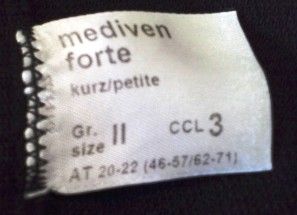 mediven
forte
kurz/petite
Gr.
size II CCL 3
AT 20-22 (46-57/62-71)